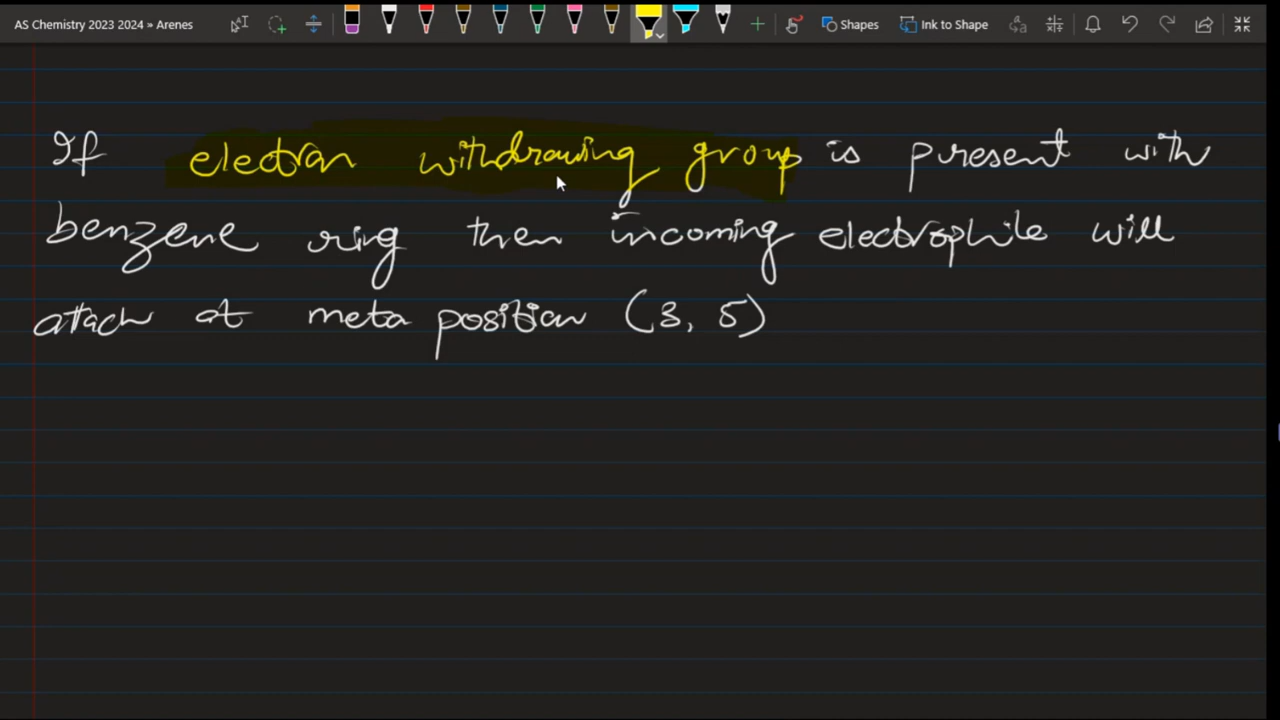 AS Chemistry 2023 2024 » Arenes
Shapes
Ink to Shape
If electron withdrawing group is present with
benzene ring then incoming electrophile will
attach at meta position (3, 5)